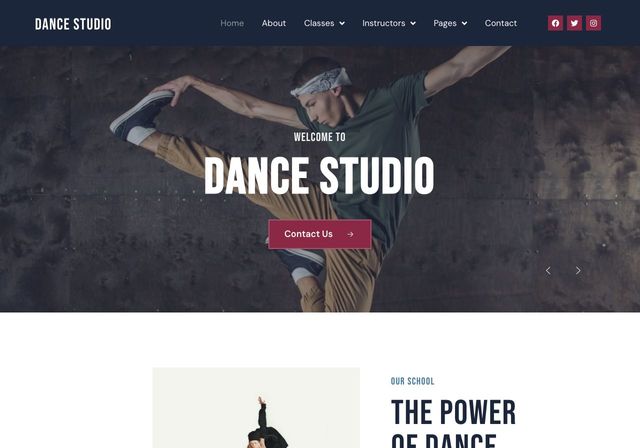 DANCE STUDIO
Home About Classes Instructors Pages Contact
WELCOME TO
DANCE STUDIO
Contact Us
OUR SCHOOL
THE POWER
OF DANCE